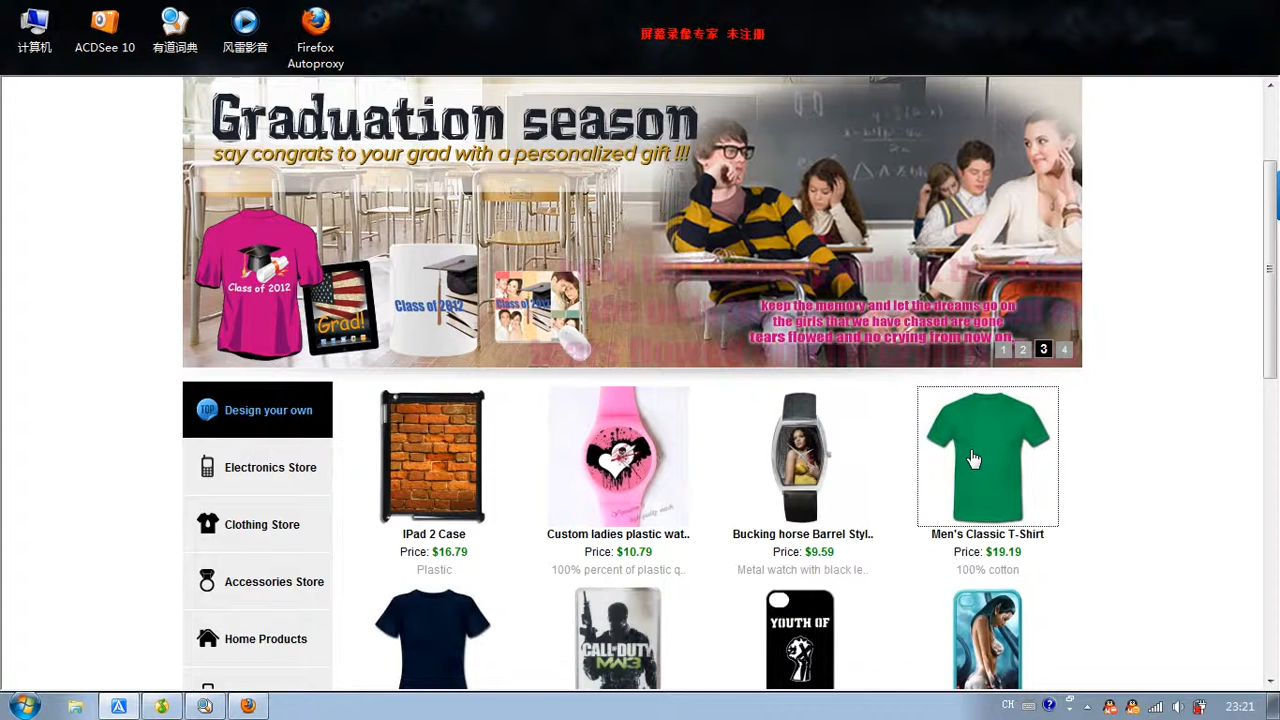 计算机
ACDSee 10
有道词典
风雷影音
Firefox
Autoproxy
屏幕录像专家 未注册
Graduation season
say congrats to your grad with a personalized gift !!!
Class of 2012
Grad!
Class of 2012
Class of 2012
keep the memory and let the dreams go on
the girls that we have chased are gone
tears flowed and no crying from now on.
1 2 3 4
TOP Design your own
Electronics Store
Clothing Store
Accessories Store
Home Products
IPad 2 Case
Price: $16.79
Plastic
Custom ladies plastic wat..
Price: $10.79
100% percent of plastic q..
Bucking horse Barrel Styl..
Price: $9.59
Metal watch with black le..
Men's Classic T-Shirt
Price: $19.19
100% cotton
CALL OF DUTY
MW3
YOUTH OF
CH
23:21